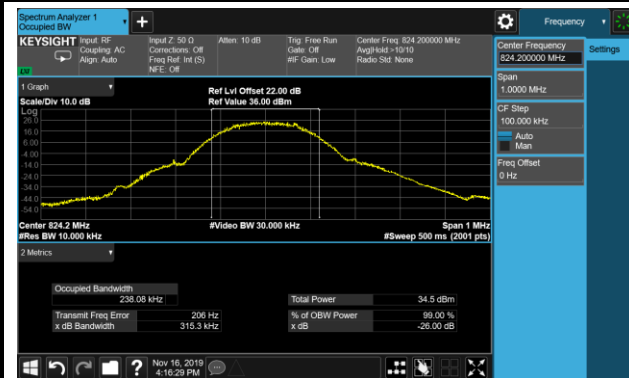 Spectrum Analyzer 1
Occupied BW
Frequency
KEYSIGHT
Input: RF
Coupling: AC
Align: Auto
Input Z: 50 Ω
Corrections: Off
Freq Ref: Int (S)
NFE: Off
Atten: 10 dB
Trig: Free Run
Gate: Off
#IF Gain: Low
Center Freq: 824.200000 MHz
Avg|Hold:>10/10
Radio Std: None
Center Frequency
824.200000 MHz
Settings
Span
1.0000 MHz
CF Step
100.000 kHz
Auto
Man
Freq Offset
0 Hz
1 Graph
Scale/Div 10.0 dB
Ref Lvl Offset 22.00 dB
Ref Value 36.00 dBm
Log
26.0
16.0
6.00
-4.00
-14.0
-24.0
-34.0
-44.0
-54.0
Center 824.2 MHz
#Res BW 10.000 kHz
#Video BW 30.000 kHz
Span 1 MHz
#Sweep 500 ms (2001 pts)
2 Metrics
Occupied Bandwidth
238.08 kHz
Total Power 34.5 dBm
Transmit Freq Error 206 Hz
% of OBW Power 99.00 %
x dB Bandwidth 315.3 kHz
x dB -26.00 dB
Nov 16, 2019
4:16:29 PM